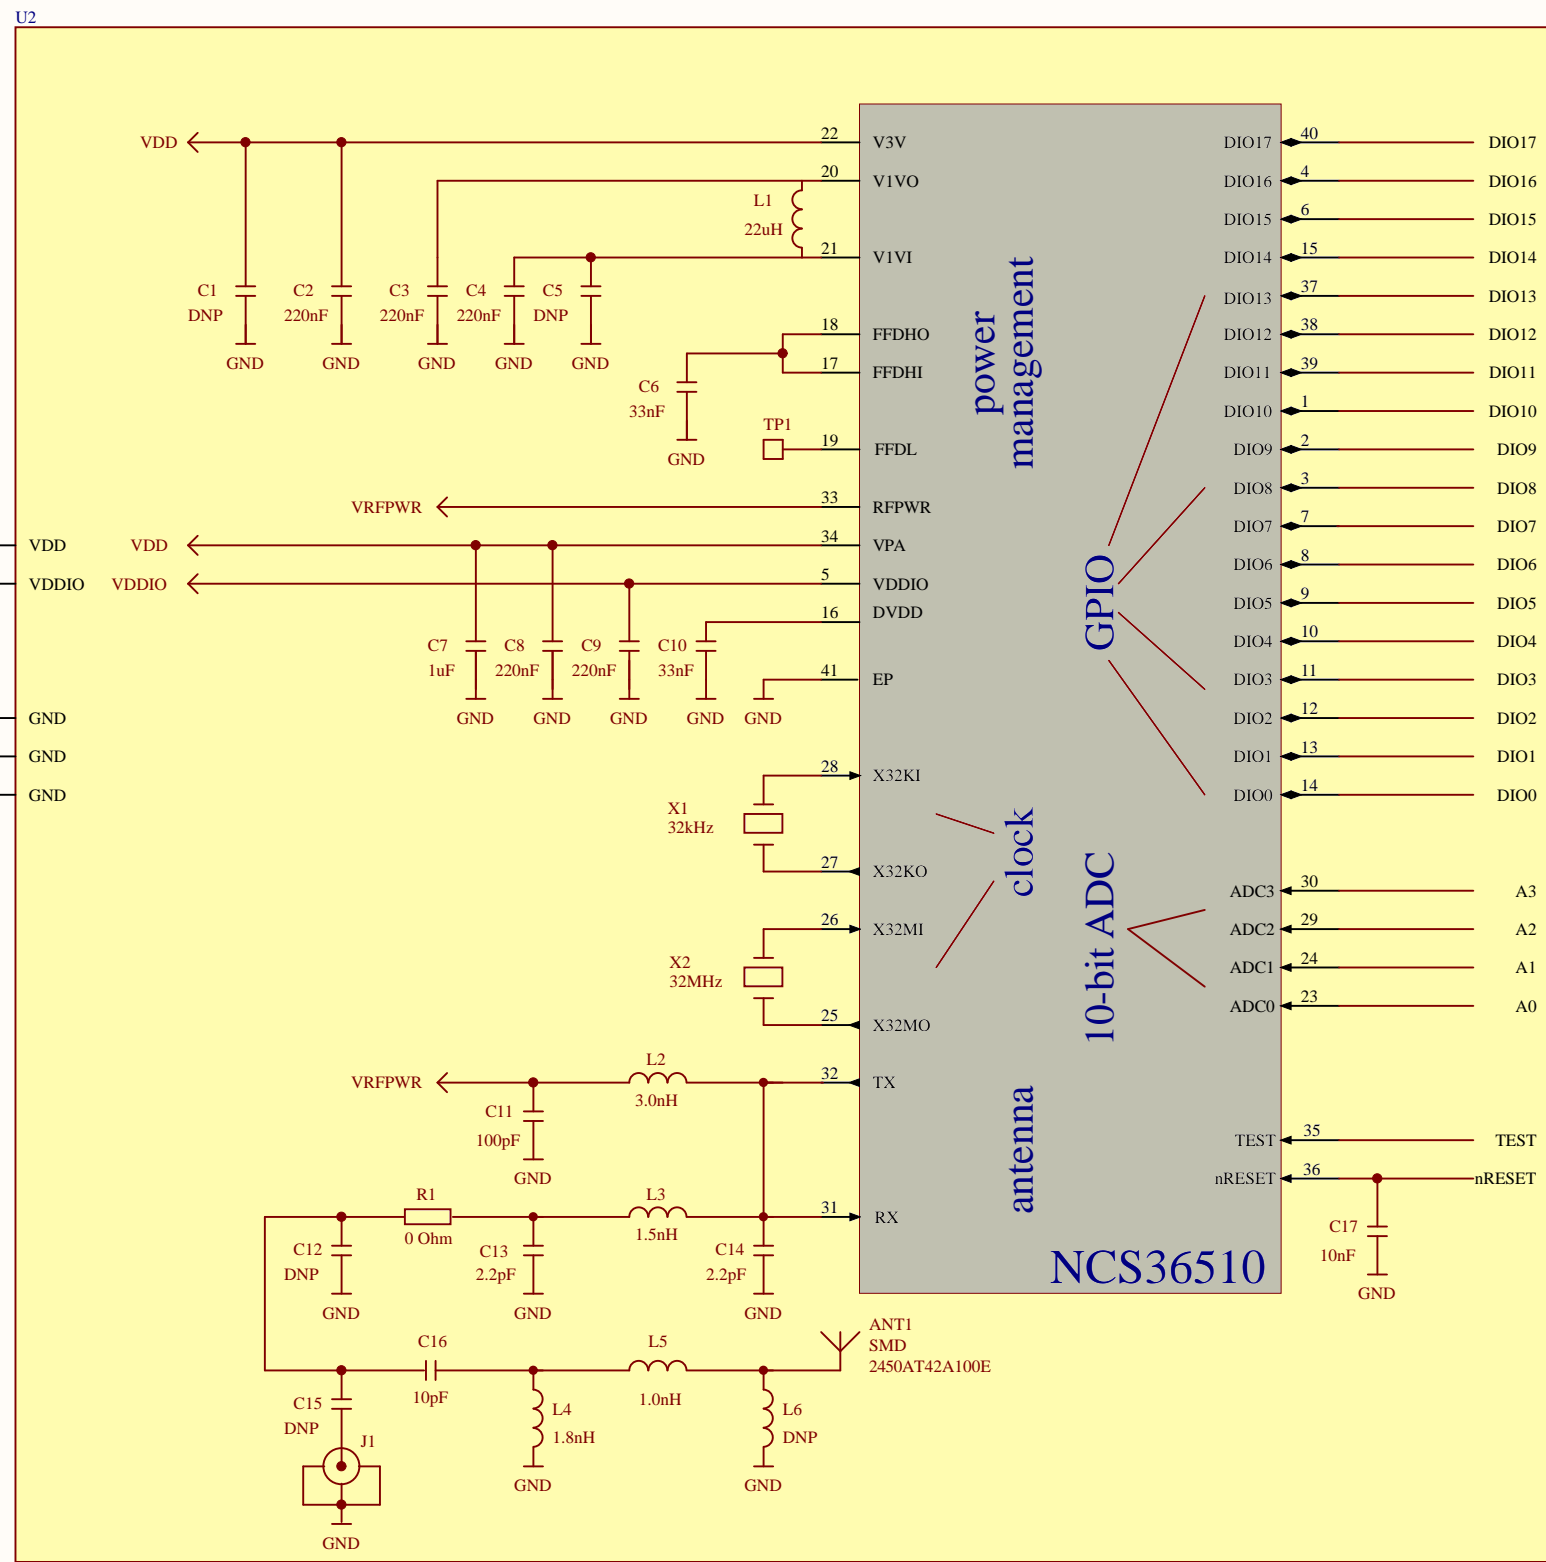 U2
VDD
22
V3V
DIO17
40
DIO17
20
V1VO
DIO16
4
DIO16
L1
22uH
DIO15
6
DIO15
21
V1VI
DIO14
15
DIO14
C1
DNP
GND
C2
220nF
GND
C3
220nF
GND
C4
220nF
GND
C5
DNP
GND
DIO13
37
DIO13
18
FFDHO
DIO12
38
DIO12
17
FFDHI
DIO11
39
DIO11
C6
33nF
GND
power
management
DIO10
1
DIO10
TP1
19
FFDL
DIO9
2
DIO9
DIO8
3
DIO8
VRFPWR
33
RFPWR
DIO7
7
DIO7
VDD
VDD
34
VPA
DIO6
8
DIO6
VDDIO
VDDIO
5
VDDIO
DIO5
9
DIO5
16
DVDD
GPIO
DIO4
10
DIO4
C7
1uF
GND
C8
220nF
GND
C9
220nF
GND
C10
33nF
GND
41
EP
GND
DIO3
11
DIO3
GND
DIO2
12
DIO2
GND
DIO1
13
DIO1
GND
DIO0
14
DIO0
28
X32KI
X1
32kHz
27
X32KO
clock
ADC3
30
A3
26
X32MI
10-bit ADC
ADC2
29
A2
X2
32MHz
ADC1
24
A1
25
X32MO
ADC0
23
A0
VRFPWR
L2
3.0nH
32
TX
C11
100pF
GND
antenna
TEST
35
TEST
nRESET
36
nRESET
R1
0 Ohm
L3
1.5nH
31
RX
C12
DNP
GND
C13
2.2pF
GND
C14
2.2pF
GND
C17
10nF
GND
NCS36510
ANT1
SMD
2450AT42A100E
C16
10pF
L5
1.0nH
C15
DNP
L4
1.8nH
GND
L6
DNP
GND
J1
GND